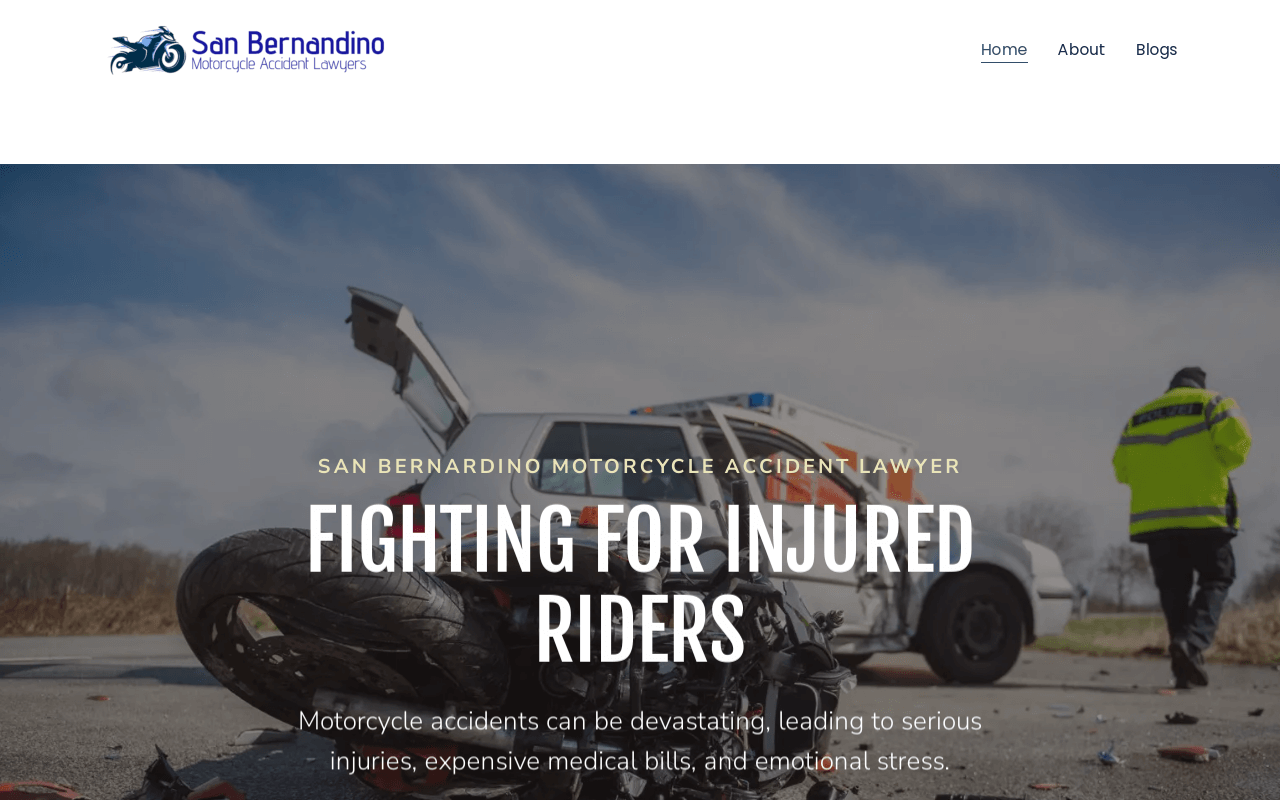 San Bernandino
Motorcycle Accident Lawyers
Home About Blogs
POLIZEI
SAN BERNARDINO MOTORCYCLE ACCIDENT LAWYER
FIGHTING FOR INJURED
RIDERS
Motorcycle accidents can be devastating, leading to serious
injuries, expensive medical bills, and emotional stress.